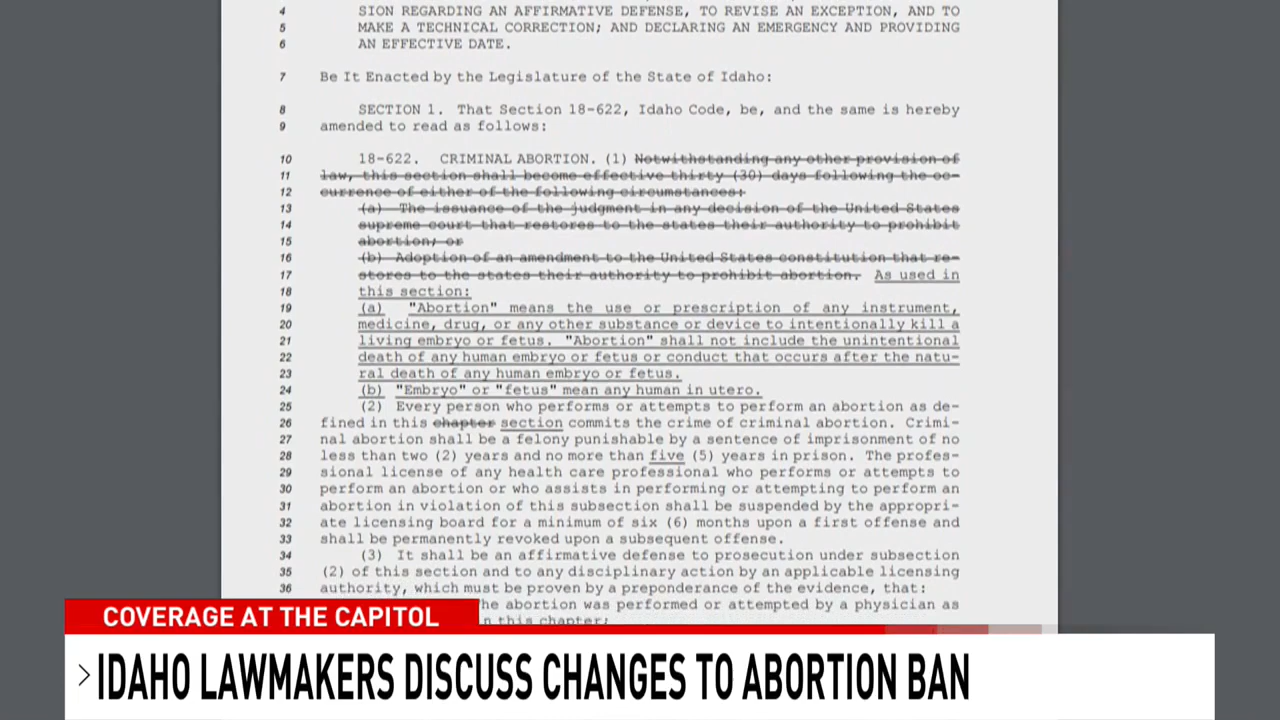 4 SION REGARDING AN AFFIRMATIVE DEFENSE, TO REVISE AN EXCEPTION, AND TO
5 MAKE A TECHNICAL CORRECTION; AND DECLARING AN EMERGENCY AND PROVIDING
6 AN EFFECTIVE DATE.
7 Be It Enacted by the Legislature of the State of Idaho:
8 SECTION 1. That Section 18-622, Idaho Code, be, and the same is hereby
9 amended to read as follows:
10 18-622. CRIMINAL ABORTION. (1) Notwithstanding any other provision of
11 law, this section shall become effective thirty (30) days following the oc-
12 currence of either of the following circumstances:
13 (a) The issuance of the judgment in any decision of the United States
14 supreme court that restores to the states their authority to prohibit
15 abortion; or
16 (b) Adoption of an amendment to the United States constitution that re-
17 stores to the states their authority to prohibit abortion. As used in
18 this section:
19 (a) "Abortion" means the use or prescription of any instrument,
20 medicine, drug, or any other substance or device to intentionally kill a
21 living embryo or fetus. "Abortion" shall not include the unintentional
22 death of any human embryo or fetus or conduct that occurs after the natu-
23 ral death of any human embryo or fetus.
24 (b) "Embryo" or "fetus" mean any human in utero.
25 (2) Every person who performs or attempts to perform an abortion as de-
26 fined in this chapter section commits the crime of criminal abortion. Crimi-
27 nal abortion shall be a felony punishable by a sentence of imprisonment of no
28 less than two (2) years and no more than five (5) years in prison. The profes-
29 sional license of any health care professional who performs or attempts to
30 perform an abortion or who assists in performing or attempting to perform an
31 abortion in violation of this subsection shall be suspended by the appropri-
32 ate licensing board for a minimum of six (6) months upon a first offense and
33 shall be permanently revoked upon a subsequent offense.
34 (3) It shall be an affirmative defense to prosecution under subsection
35 (2) of this section and to any disciplinary action by an applicable licensing
36 authority, which must be proven by a preponderance of the evidence, that:
he abortion was performed or attempted by a physician as
n this chapter;
COVERAGE AT THE CAPITOL
IDAHO LAWMAKERS DISCUSS CHANGES TO ABORTION BAN